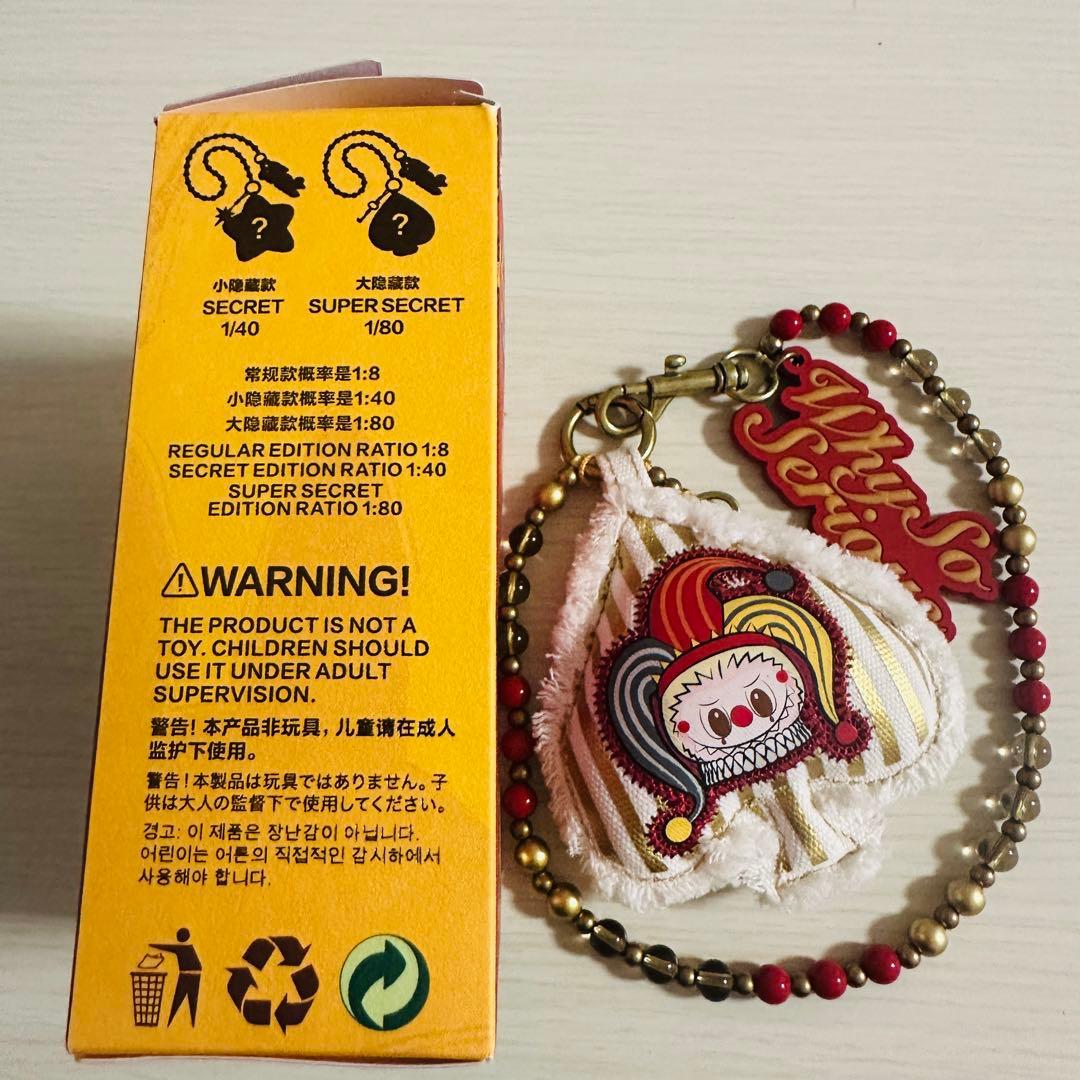 ?
?
小隐藏款
SECRET
1/40
大隐藏款
SUPER SECRET
1/80
常规款概率是1:8
小隐藏款概率是1:40
大隐藏款概率是1:80
REGULAR EDITION RATIO 1:8
SECRET EDITION RATIO 1:40
SUPER SECRET
EDITION RATIO 1:80
⚠WARNING!
THE PRODUCT IS NOT A
TOY. CHILDREN SHOULD
USE IT UNDER ADULT
SUPERVISION.
警告! 本产品非玩具, 儿童请在成人
监护下使用。
警告!本製品は玩具ではありません。子
供は大人の監督下で使用してください。
경고: 이 제품은 장난감이 아닙니다.
어린이는 어른의 직접적인 감시하에서
사용해야 합니다.
Why So